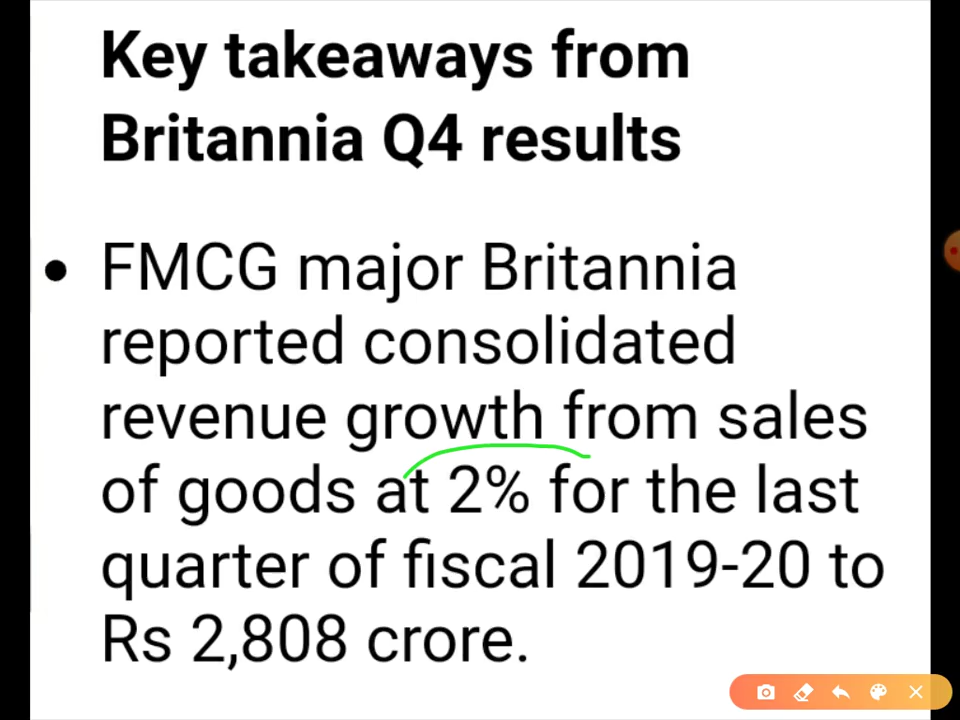 Key takeaways from
Britannia Q4 results
• FMCG major Britannia
reported consolidated
revenue growth from sales
of goods at 2% for the last
quarter of fiscal 2019-20 to
Rs 2,808 crore.